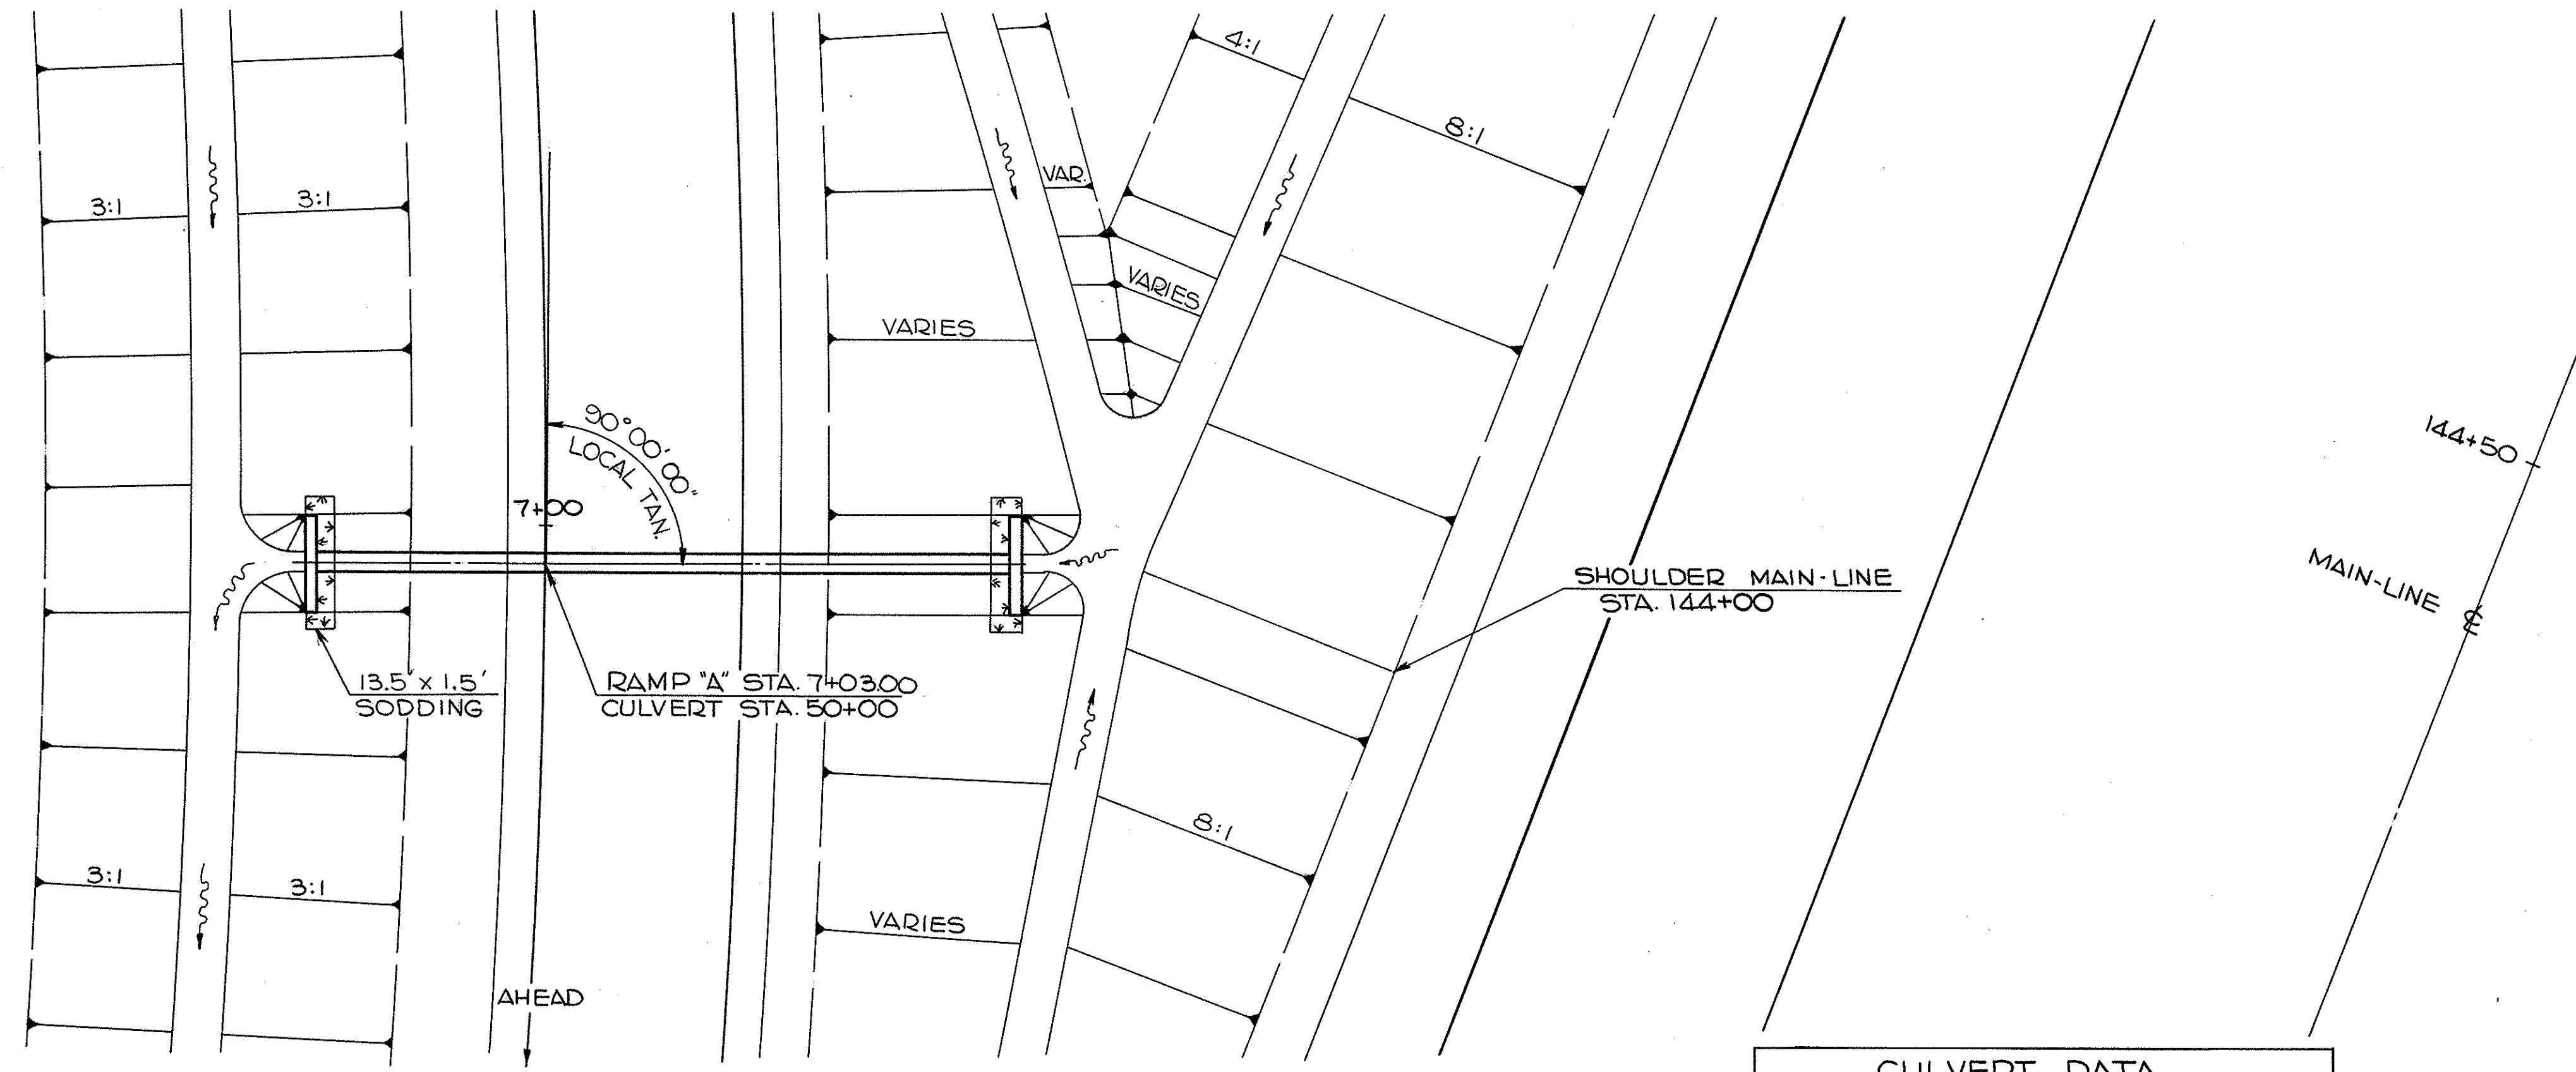 4:1
8:1
VAR.
3:1
3:1
VARIES
VARIES
90°00'00"
LOCAL TAN.
144+50
7+00
MAIN-LINE ℄
SHOULDER MAIN-LINE
STA. 144+00
13.5' x 1.5'
SODDING
RAMP "A" STA. 7+03.00
CULVERT STA. 50+00
8:1
3:1
3:1
VARIES
AHEAD
CULVERT DATA